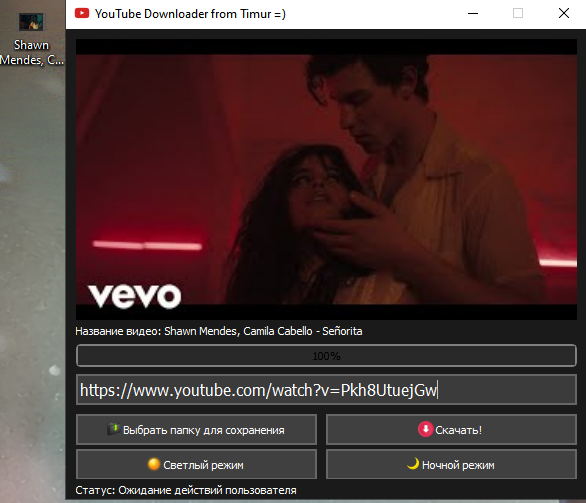 YouTube Downloader from Timur =)
Shawn
Mendes, C...
vevo
Название видео: Shawn Mendes, Camila Cabello - Señorita
100%
https://www.youtube.com/watch?v=Pkh8UtuejGw
Выбрать папку для сохранения
Скачать!
Светлый режим
Ночной режим
Статус: Ожидание действий пользователя